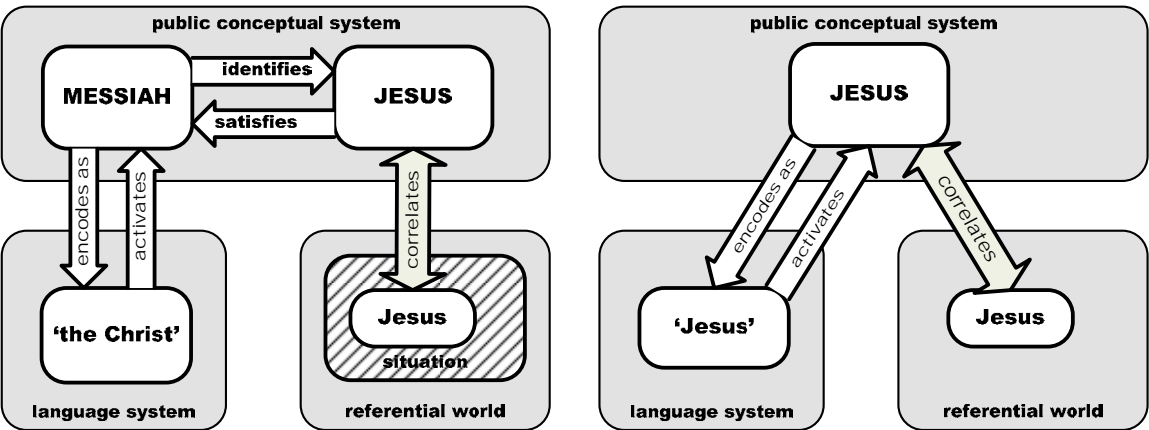 public conceptual system
MESSIAH
identifies
satisfies
JESUS
encodes as
activates
correlates
‘the Christ’
Jesus
situation
language system
referential world
public conceptual system
JESUS
encodes as
activates
correlates
‘Jesus’
Jesus
language system
referential world